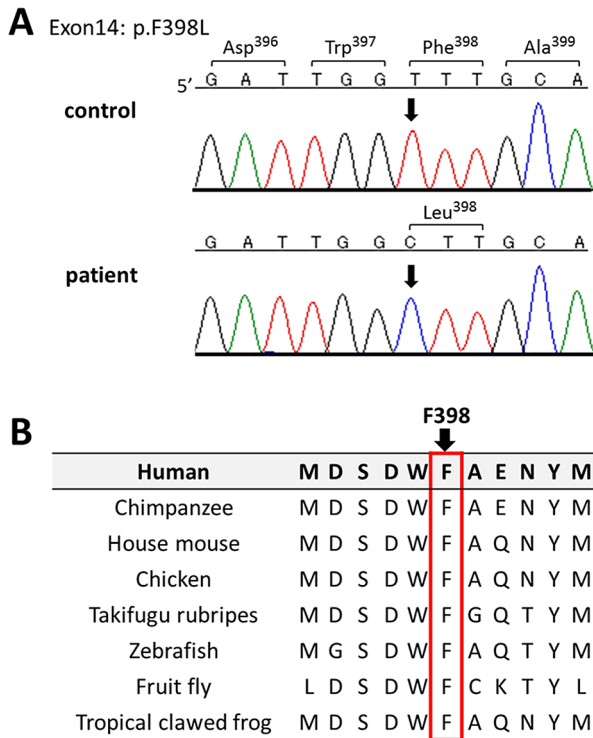 A Exon14: p.F398L
Asp396 Trp397 Phe398 Ala399
5’ G A T T G G T T T G C A
control
Leu398
G A T T G G C T T G C A
patient
F398
B
Human M D S D W F A E N Y M
Chimpanzee M D S D W F A E N Y M
House mouse M D S D W F A Q N Y M
Chicken M D S D W F A Q N Y M
Takifugu rubripes M D S D W F G Q T Y M
Zebrafish M G S D W F A Q T Y M
Fruit fly L D S D W F C K T Y L
Tropical clawed frog M D S D W F A Q N Y M